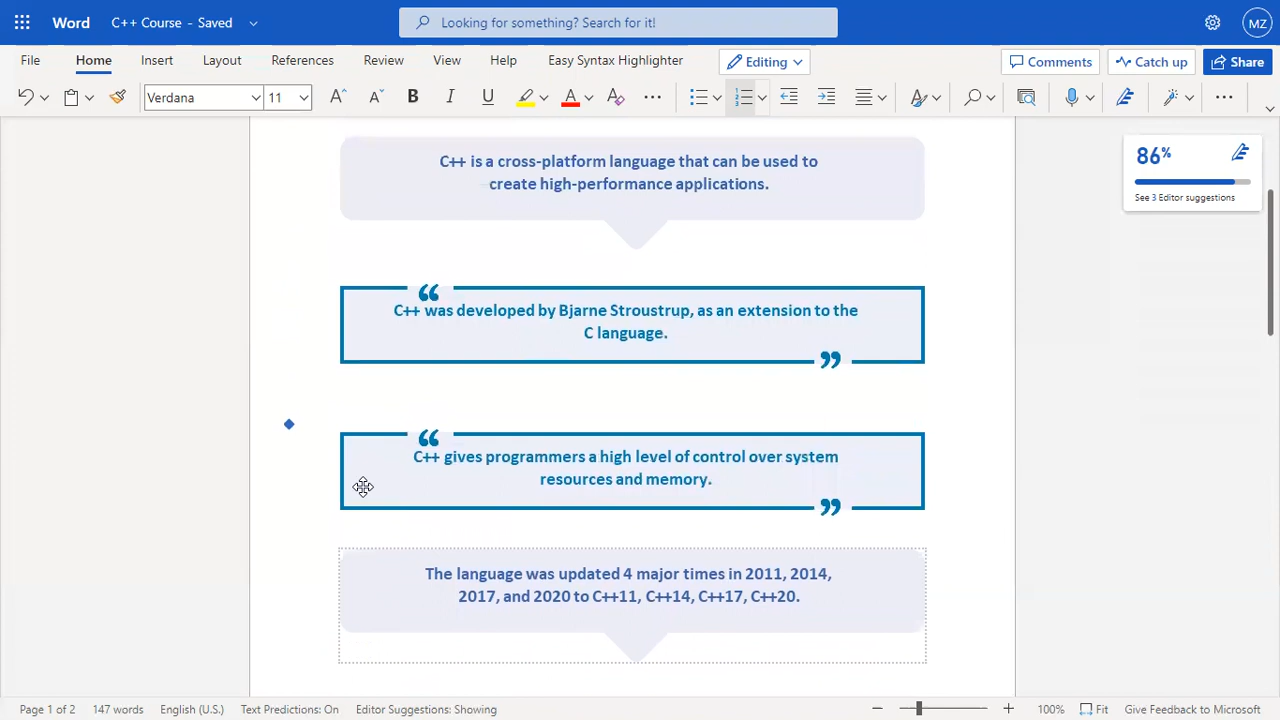 Word C++ Course - Saved Looking for something? Search for it! MZ
File Home Insert Layout References Review View Help Easy Syntax Highlighter Editing Comments Catch up Share
Verdana 11 B I U A
C++ is a cross-platform language that can be used to
create high-performance applications.
86%
See 3 Editor suggestions
“
C++ was developed by Bjarne Stroustrup, as an extension to the
C language.
”
“
C++ gives programmers a high level of control over system
resources and memory.
”
The language was updated 4 major times in 2011, 2014,
2017, and 2020 to C++11, C++14, C++17, C++20.
Page 1 of 2 147 words English (U.S.) Text Predictions: On Editor Suggestions: Showing 100% Fit Give Feedback to Microsoft